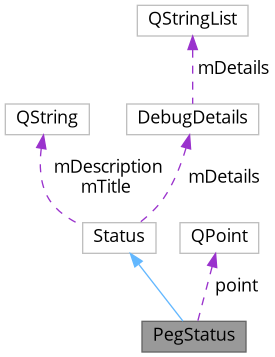 QStringList
mDetails
QString
DebugDetails
mDescription
mTitle
mDetails
Status
QPoint
point
PegStatus